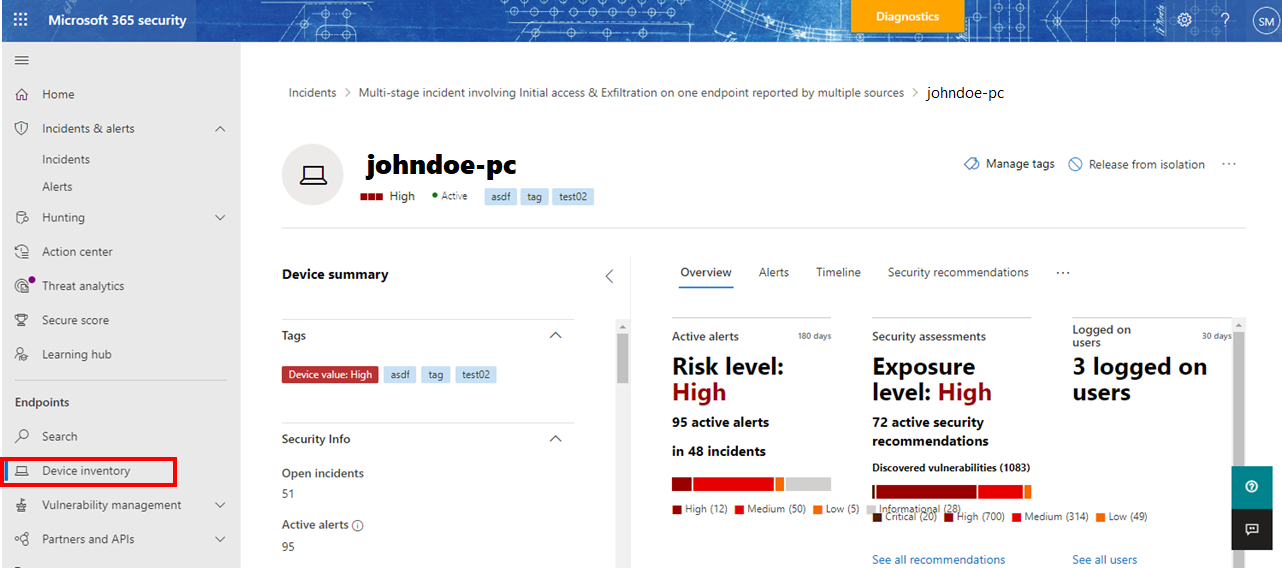 Microsoft 365 security
Diagnostics
?
SM
Home
Incidents & alerts
Incidents
Alerts
Hunting
Action center
Threat analytics
Secure score
Learning hub
Endpoints
Search
Device inventory
Vulnerability management
Partners and APIs
Incidents > Multi-stage incident involving Initial access & Exfiltration on one endpoint reported by multiple sources > johndoe-pc
johndoe-pc
High Active asdf tag test02
Manage tags Release from isolation ...
Device summary
Tags
Device value: High asdf tag test02
Security Info
Open incidents
51
Active alerts
95
Overview Alerts Timeline Security recommendations ...
Active alerts 180 days
Risk level:
High
95 active alerts
in 48 incidents
High (12) Medium (50) Low (5) Informational (28)
Security assessments
Exposure
level: High
72 active security
recommendations
Discovered vulnerabilities (1083)
Critical (20) High (700) Medium (314) Low (49)
See all recommendations
Logged on
users
30 days
3 logged on
users
See all users